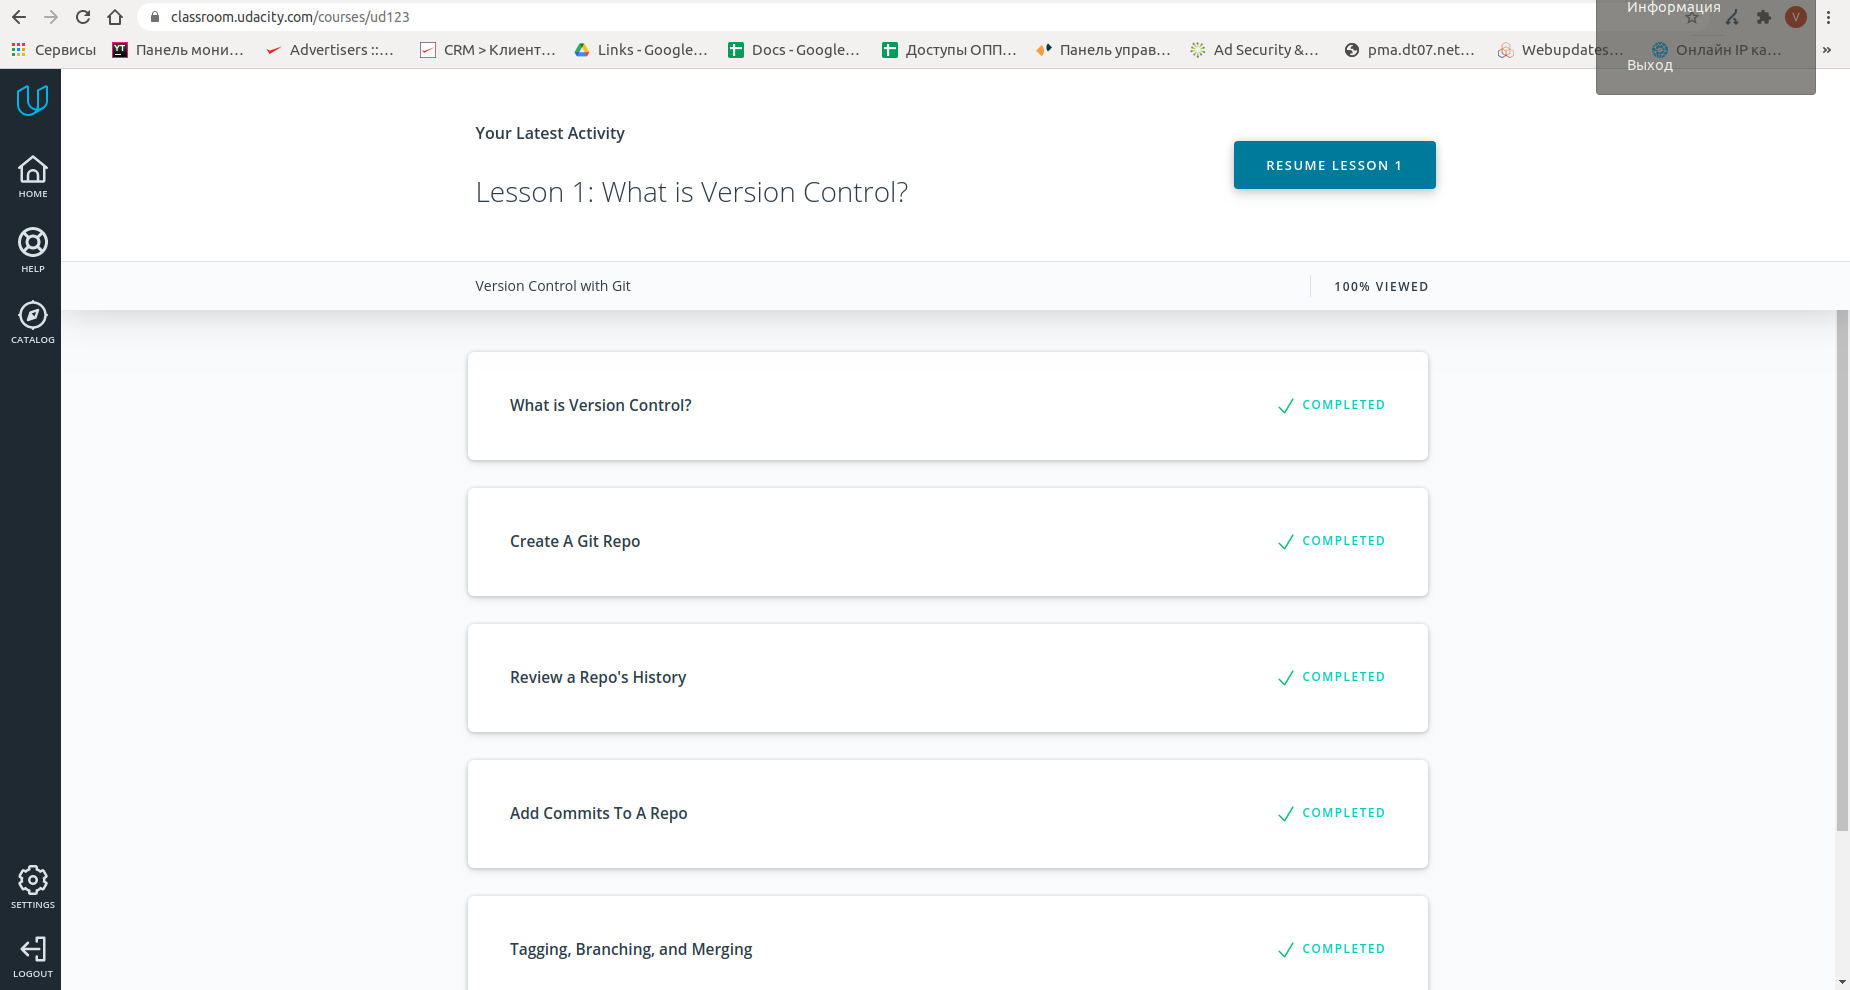 classroom.udacity.com/courses/ud123
Информация
V
Сервисы
YT
Панель мони...
Advertisers ::...
CRM > Клиент...
Links - Google...
Docs - Google...
Доступы ОПП...
Панель управ...
Ad Security &...
pma.dt07.net...
Webupdates...
Онлайн IP ка...
»
Выход
HOME
HELP
CATALOG
SETTINGS
LOGOUT
Your Latest Activity
RESUME LESSON 1
Lesson 1: What is Version Control?
Version Control with Git
100% VIEWED
What is Version Control?
COMPLETED
Create A Git Repo
COMPLETED
Review a Repo's History
COMPLETED
Add Commits To A Repo
COMPLETED
Tagging, Branching, and Merging
COMPLETED